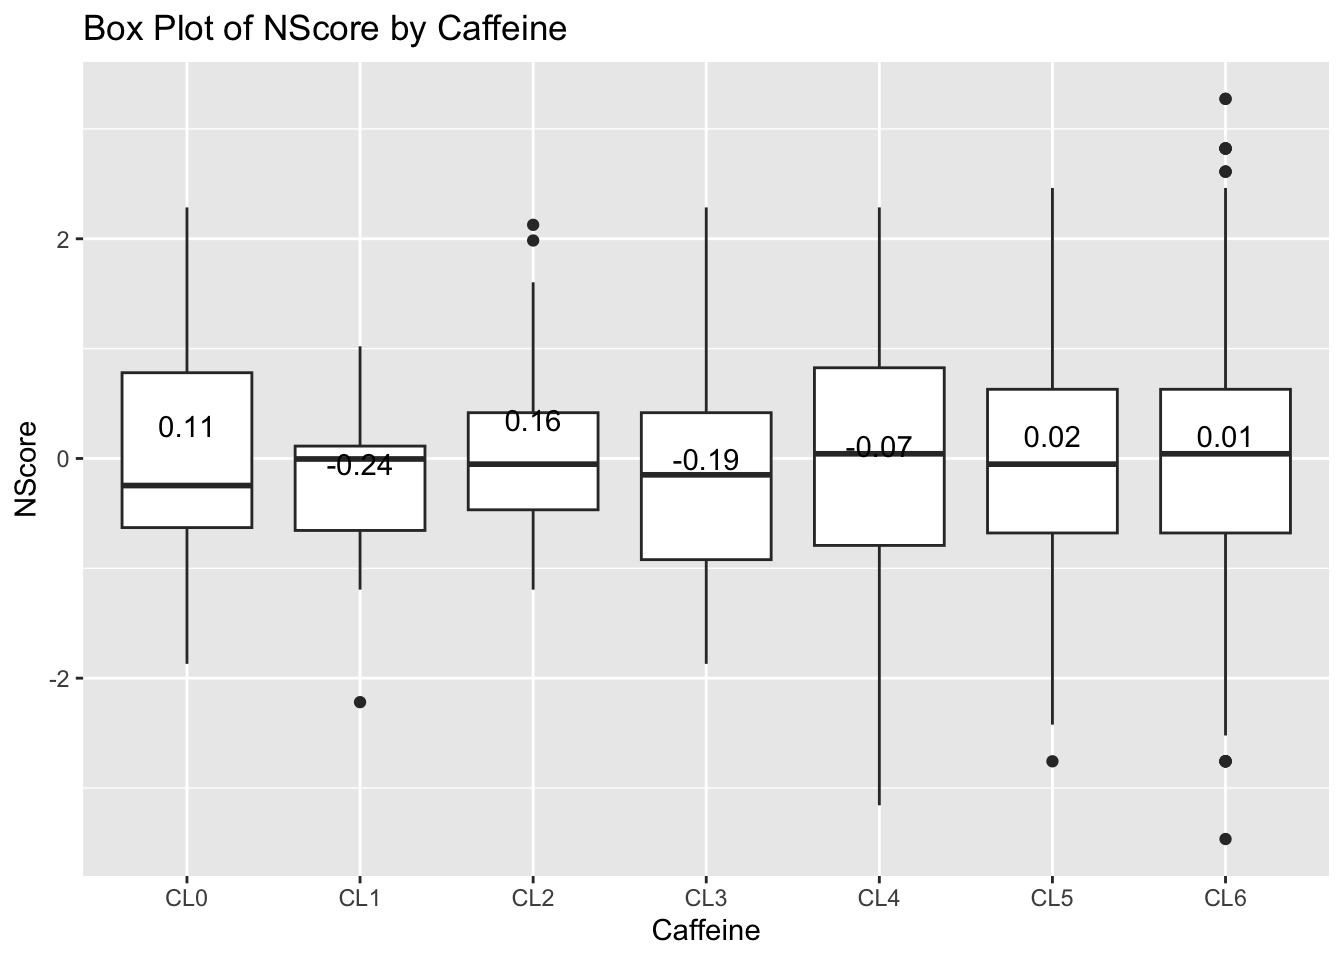 Box Plot of NScore by Caffeine
NScore
2
0
-2
0.11
-0.24
0.16
-0.19
-0.07
0.02
0.01
CL0 CL1 CL2 CL3 CL4 CL5 CL6
Caffeine